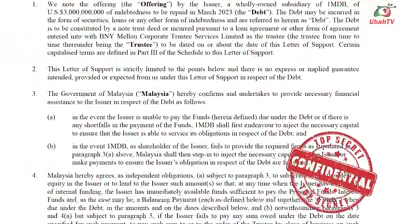 UbahTV
1. We note the offering (the "Offering") by the Issuer, a wholly-owned subsidiary of 1MDB, of
U.S.$3,000,000,000 of indebtedness to be repaid in March 2023 (the "Debt"). The Debt may be incurred in
the form of securities, loans or any other form of indebtedness and are referred to herein as "Debt". The Debt
is to be constituted by a note trust deed or incurred pursuant to a loan agreement or other form of agreement
entered into with BNY Mellon Corporate Trustee Services Limited as the trustee (the trustee from time to
time thereunder being the "Trustee") to be dated on or about the date of this Letter of Support. Certain
capitalised terms are defined in Part III of the Schedule to this Letter of Support.
2. This Letter of Support is strictly limited to the points below and there is no express or implied guarantee
intended, provided or expected from us under this Letter of Support in respect of the Debt.
3. The Government of Malaysia ("Malaysia") hereby confirms and undertakes to provide necessary financial
assistance to the Issuer in respect of the Debt as follows:
(a) in the event the Issuer is unable to pay the Funds (herein defined) due under the Debt or if there is
any shortfall in the payment of the Funds, 1MDB shall first endeavour to inject the necessary
capital to ensure that the Issuer is able to service its obligations in respect of the Debt; and
(b) in the event 1MDB, as shareholder of the Issuer, fails to provide the required funds as
paragraph 3(a) above, Malaysia shall then step-in to inject the necessary capital
or make payments to ensure the Issuer's obligation in respect of the Debt are fu
4. Malaysia hereby agrees, as independent obligations, (a) subject to paragraph 3, to
equity in the Issuer or to lend to the Issuer such amount(s) so that, at any time when the
of internal funding, the Issuer has immediately available funds sufficient to pay the
Funds and, as the case may be, a
under the Debt, in the amounts and on the dates described below; and (b) notwithstanding
and 4(a) but subject to paragraph 5, if the Issuer fails to pay any sum owed under the Debt on the date
TOP SECRET
CONFIDENTIAL
SECRET